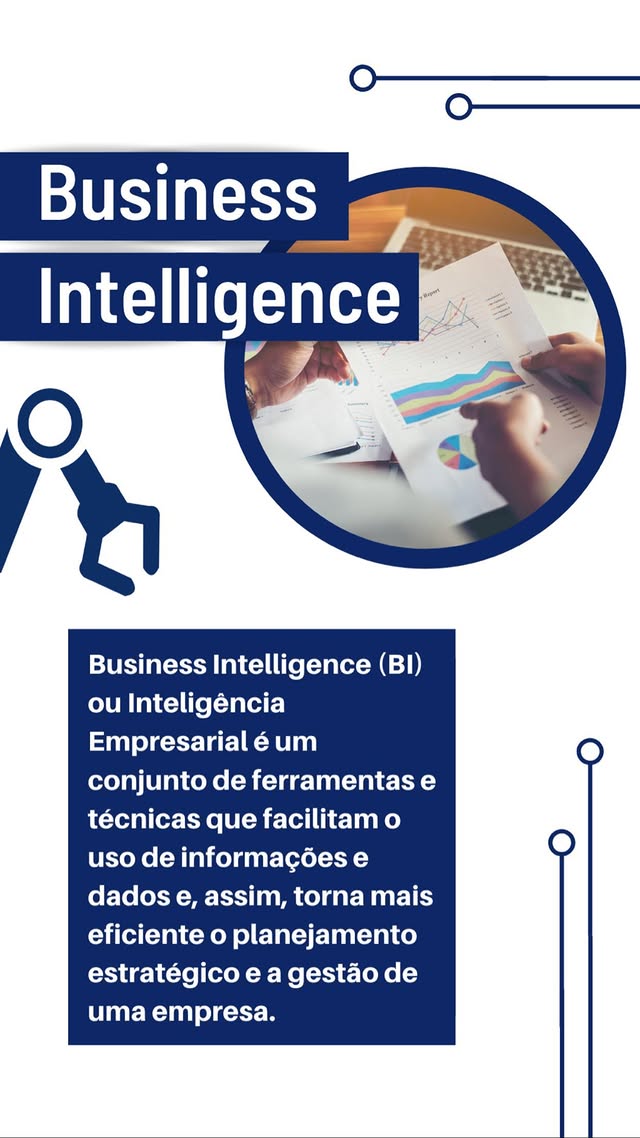 Business
Intelligence
Business Intelligence (BI)
ou Inteligência
Empresarial é um
conjunto de ferramentas e
técnicas que facilitam o
uso de informações e
dados e, assim, torna mais
eficiente o planejamento
estratégico e a gestão de
uma empresa.